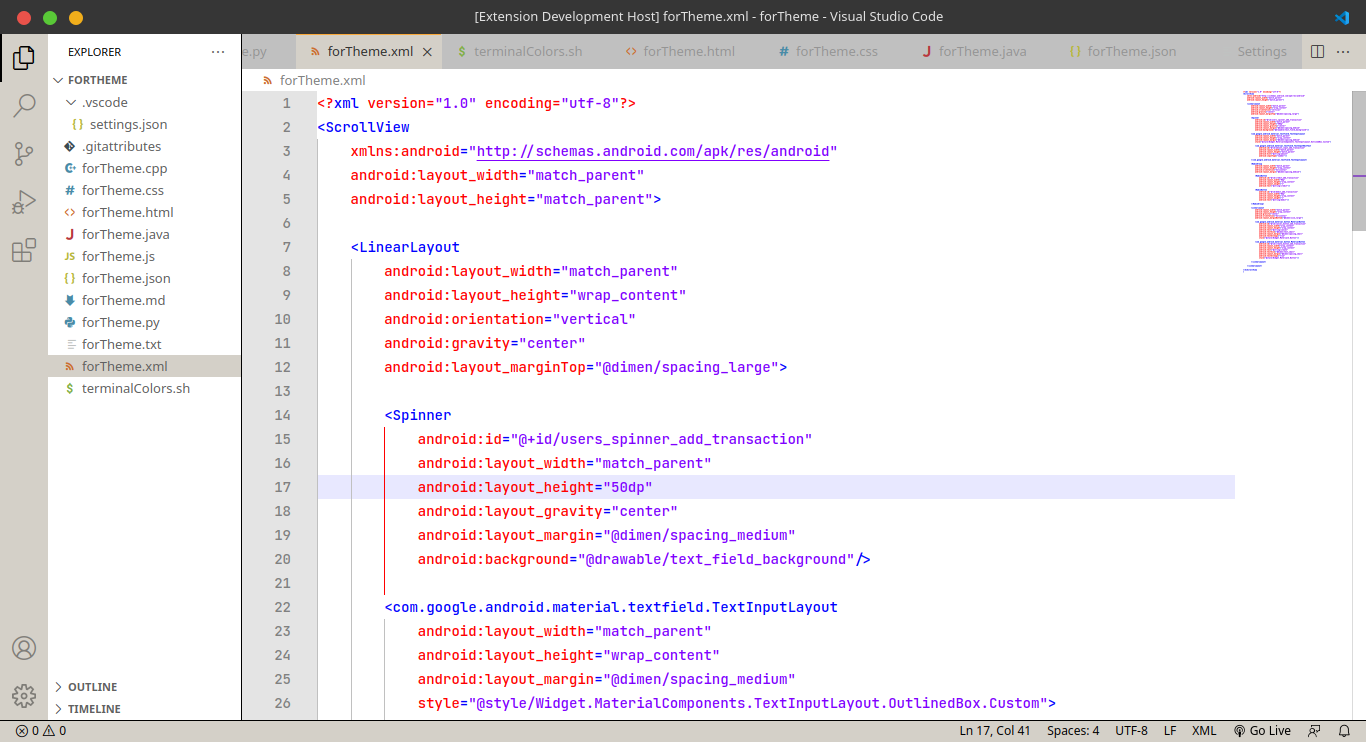 [Extension Development Host] forTheme.xml - forTheme - Visual Studio Code
EXPLORER
FORTHEME
.vscode
settings.json
.gitattributes
forTheme.cpp
forTheme.css
forTheme.html
forTheme.java
forTheme.js
forTheme.json
forTheme.md
forTheme.py
forTheme.txt
forTheme.xml
terminalColors.sh
OUTLINE
TIMELINE
e.py forTheme.xml terminalColors.sh forTheme.html forTheme.css forTheme.java forTheme.json Settings
forTheme.xml
1 <?xml version="1.0" encoding="utf-8"?>
2 <ScrollView
3 xmlns:android="http://schemas.android.com/apk/res/android"
4 android:layout_width="match_parent"
5 android:layout_height="match_parent">
6
7 <LinearLayout
8 android:layout_width="match_parent"
9 android:layout_height="wrap_content"
10 android:orientation="vertical"
11 android:gravity="center"
12 android:layout_marginTop="@dimen/spacing_large">
13
14 <Spinner
15 android:id="@+id/users_spinner_add_transaction"
16 android:layout_width="match_parent"
17 android:layout_height="50dp"
18 android:layout_gravity="center"
19 android:layout_margin="@dimen/spacing_medium"
20 android:background="@drawable/text_field_background"/>
21
22 <com.google.android.material.textfield.TextInputLayout
23 android:layout_width="match_parent"
24 android:layout_height="wrap_content"
25 android:layout_margin="@dimen/spacing_medium"
26 style="@style/Widget.MaterialComponents.TextInputLayout.OutlinedBox.Custom">
0 0 Ln 17, Col 41 Spaces: 4 UTF-8 LF XML Go Live